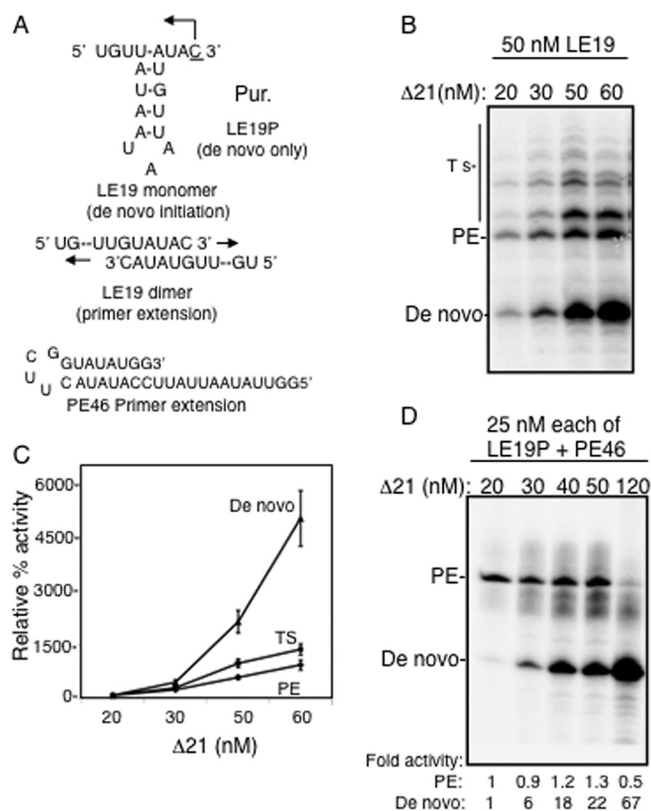 A
5' UGUU-AUAC 3'
A-U
U G
A-U
U-A
A-U
U A
A
Pur.
LE19P
(de novo only)
LE19 monomer
(de novo initiation)
5' UG--UUGUAUAC 3'
3'CAUAUGUU--GU 5'
LE19 dimer
(primer extension)
C G GUAUAUGG3'
U U C AUAUACCUUAUUAAUAUUGG5'
PE46 Primer extension
B
50 nM LE19
Δ21(nM): 20 30 50 60
T s-
PE-
De novo-
C
Relative % activity
6000
4500
3000
1500
0
De novo
TS
PE
20 30 50 60
Δ21 (nM)
D
25 nM each of
LE19P + PE46
Δ21 (nM): 20 30 40 50 120
PE-
De novo-
Fold activity:
PE: 1 0.9 1.2 1.3 0.5
De novo: 1 6 18 22 67